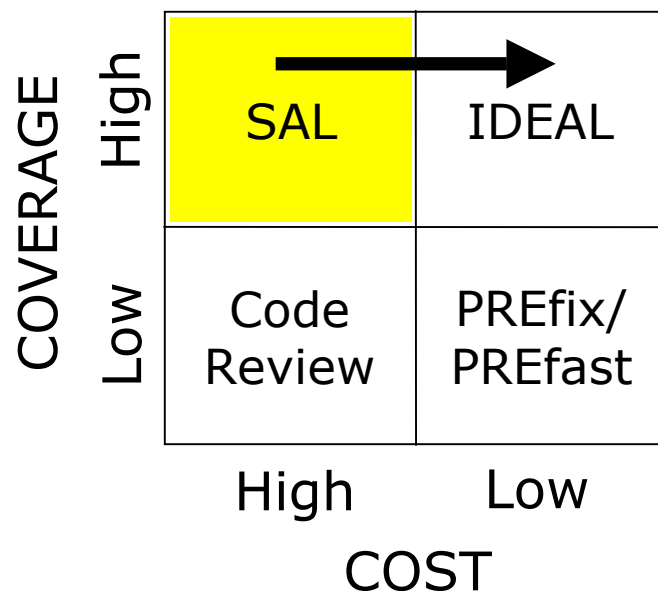 COVERAGE
High
SAL
IDEAL
Low
Code
Review
PREfix/
PREfast
High
Low
COST